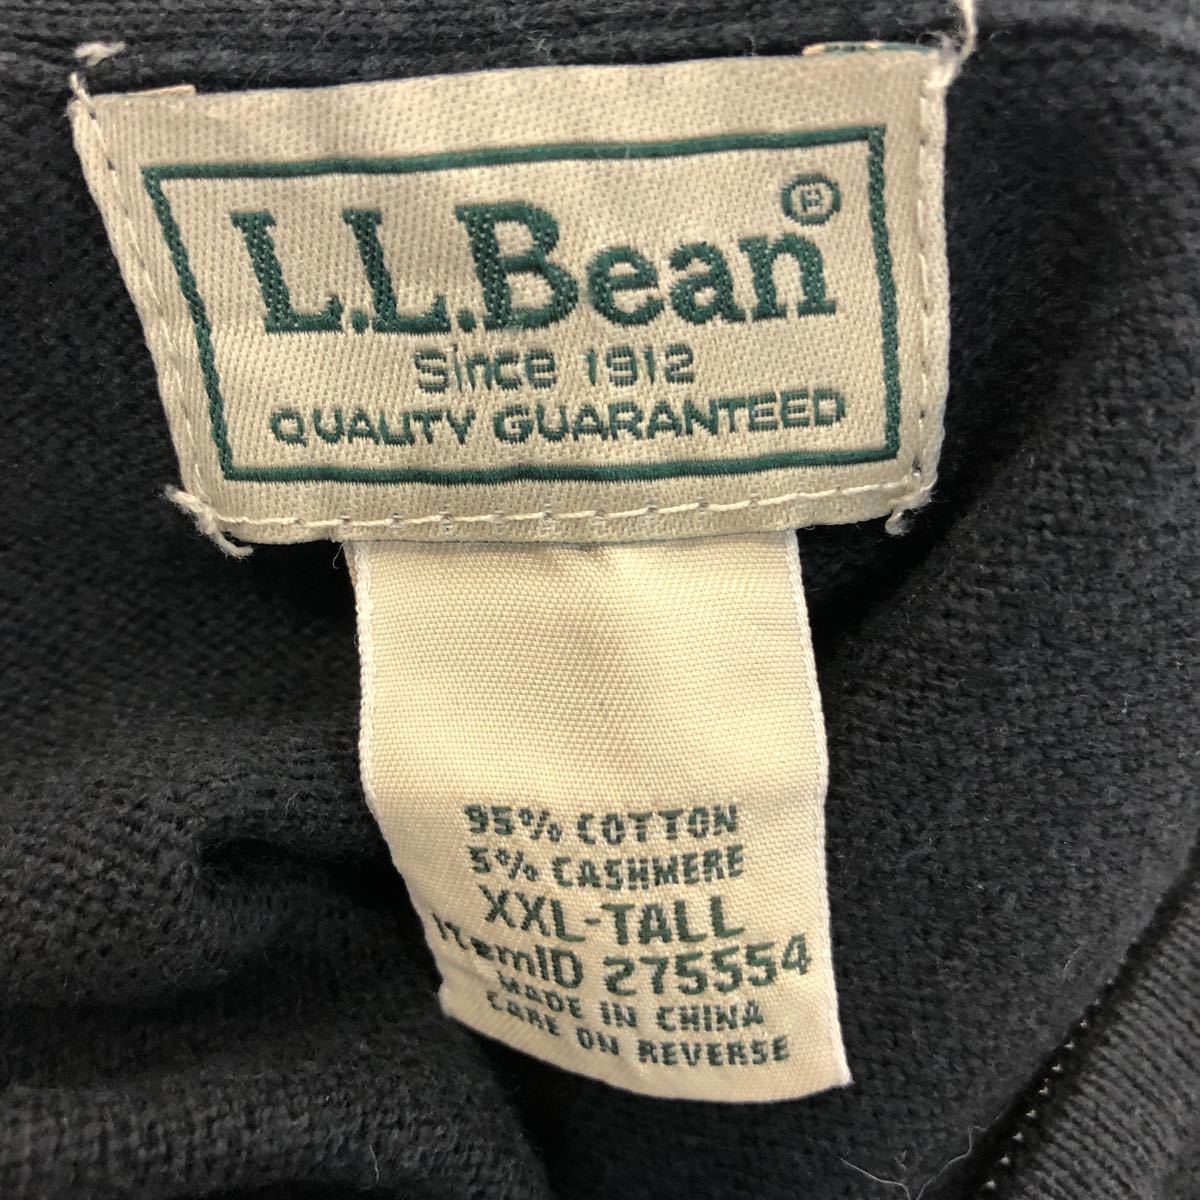 L.L.Bean®
Since 1912
QUALITY GUARANTEED
95% COTTON
5% CASHMERE
XXL-TALL
ItemID 275554
MADE IN CHINA
CARE ON REVERSE